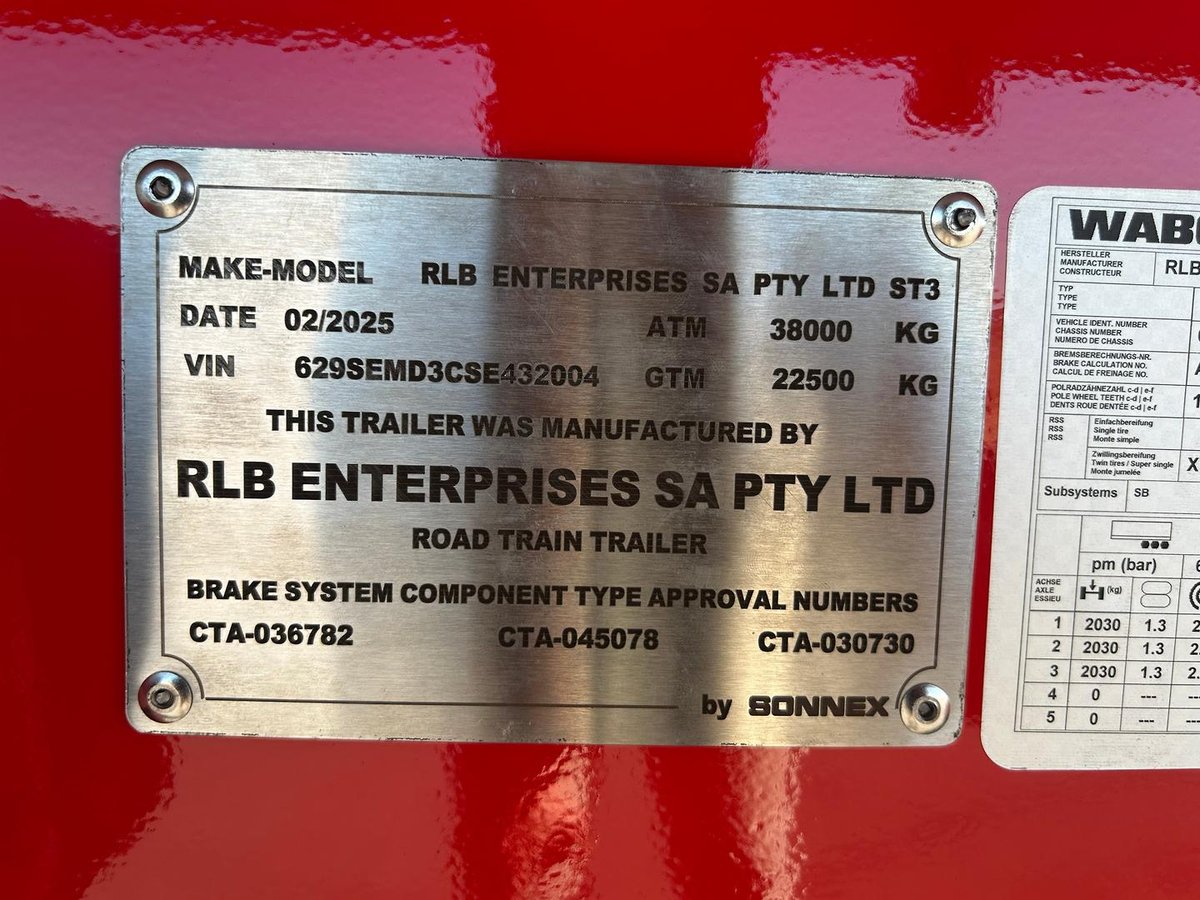 MAKE-MODEL RLB ENTERPRISES SA PTY LTD ST3
DATE 02/2025 ATM 38000 KG
VIN 629SEMD3CSE432004 GTM 22500 KG
THIS TRAILER WAS MANUFACTURED BY
RLB ENTERPRISES SA PTY LTD
ROAD TRAIN TRAILER
BRAKE SYSTEM COMPONENT TYPE APPROVAL NUMBERS
CTA-036782 CTA-045078 CTA-030730
by SONNEX
HERSTELLER
MANUFACTURER
CONSTRUCTEUR
RLB
TYP
TYPE
TYPE
VEHICLE IDENT. NUMBER
CHASSIS NUMBER
NUMERO DE CHASSIS
BREMSBERECHNUNGS-NR.
BRAKE CALCULATION NO.
CALCUL DE FREINAGE NO.
POLRADZÄHNEZAHL c-d | e-f
POLE WHEEL TEETH c-d | e-f
DENTS ROUE DENTÉE c-d | e-f
RSS Einfachbereifung
RSS Single tire
RSS Monte simple
Zwillingsbereifung
Twin tires / Super single X
Monte jumelée
Subsystems SB
pm (bar)
ACHSE
AXLE
ESSIEU
(kg)
1 2030 1.3
2 2030 1.3
3 2030 1.3
4 0 ---
5 0 ---